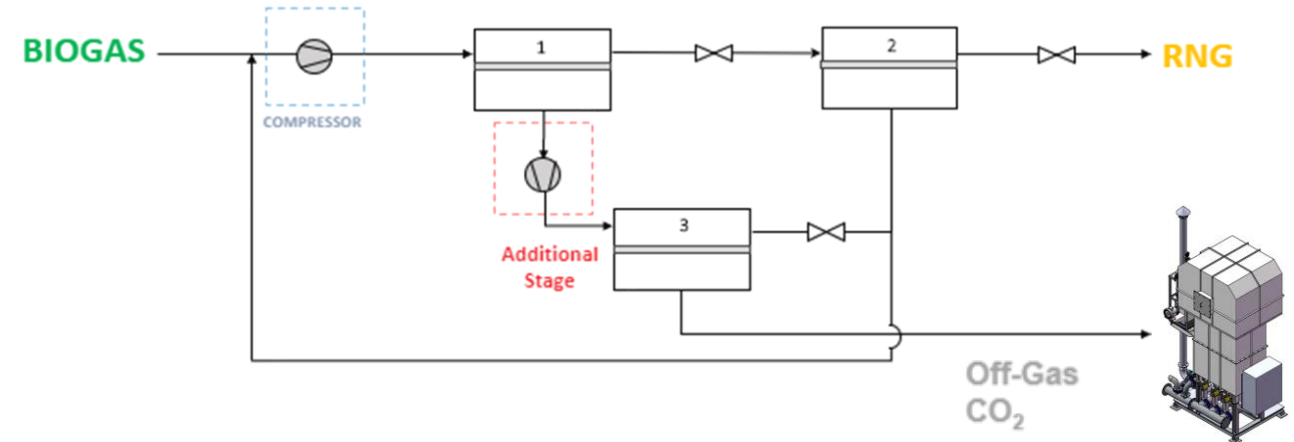 BIOGAS
COMPRESSOR
1
2
RNG
Additional
Stage
3
Off-Gas
CO₂